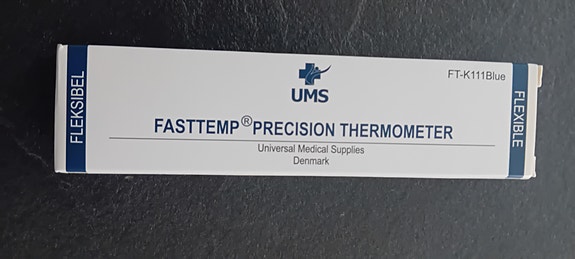 FLEKSIBEL
UMS
FT-K111Blue
FASTTEMP® PRECISION THERMOMETER
Universal Medical Supplies
Denmark
FLEXIBLE